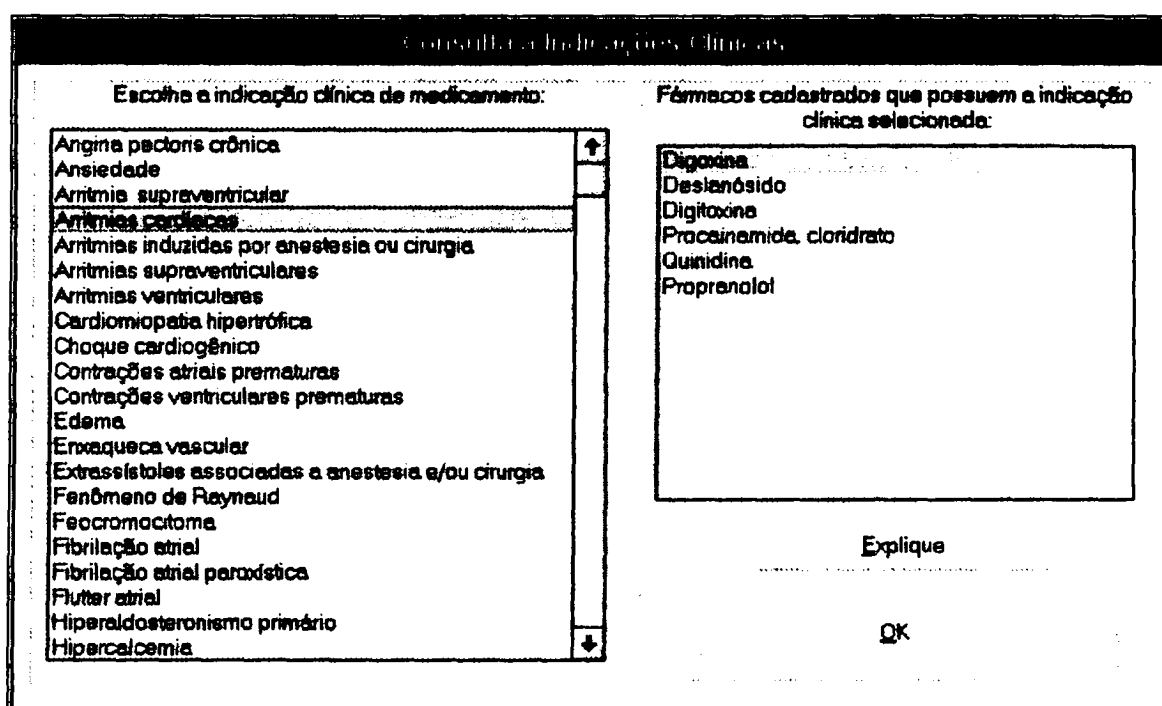 Consulta a Indicações Clínicas
Escolha a indicação clínica de medicamento:
Angina pectoris crônica
Ansiedade
Arritmia supraventricular
Arritmias cardíacas
Arritmias induzidas por anestesia ou cirurgia
Arritmias supraventriculares
Arritmias ventriculares
Cardiomiopatia hipertrófica
Choque cardiogênico
Contrações atriais prematuras
Contrações ventriculares prematuras
Edema
Enxaqueca vascular
Extrassístoles associadas a anestesia e/ou cirurgia
Fenômeno de Raynaud
Feocromocitoma
Fibrilação atrial
Fibrilação atrial paroxística
Flutter atrial
Hiperaldosteronismo primário
Hipercalcemia
Fármacos cadastrados que possuem a indicação
clínica selecionada:
Digoxina
Deslanósido
Digitoxina
Procainamida, cloridrato
Quinidina
Propranolol
Explique
OK